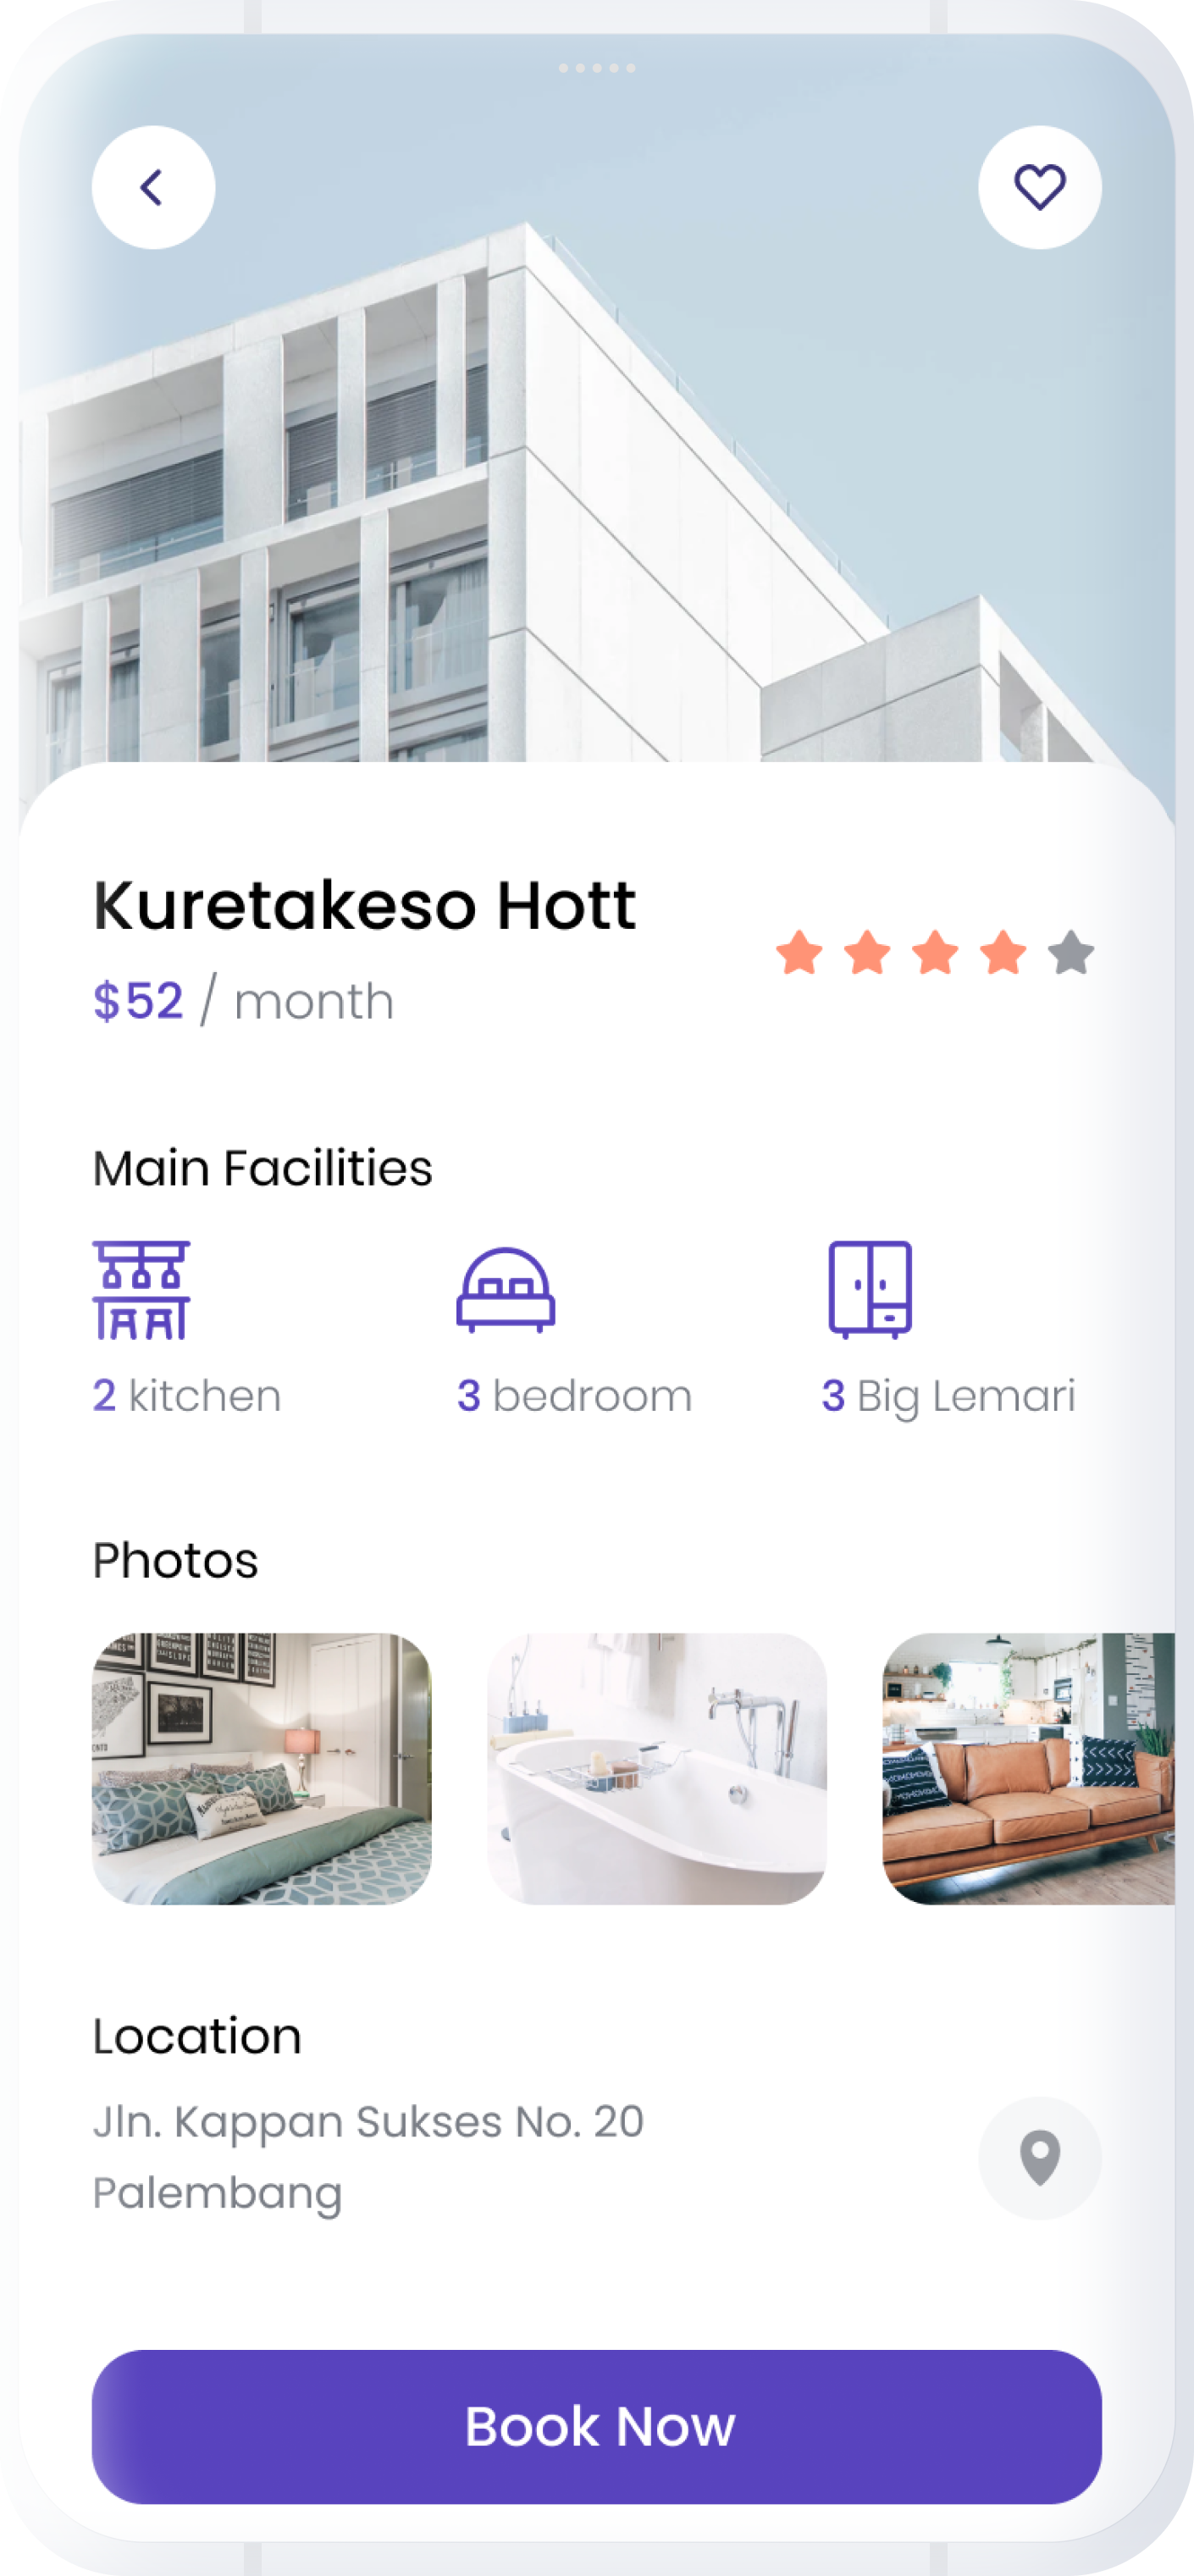 Kuretakeso Hott
$52 / month
Main Facilities
2 kitchen
3 bedroom
3 Big Lemari
Photos
Location
Jln. Kappan Sukses No. 20
Palembang
Book Now